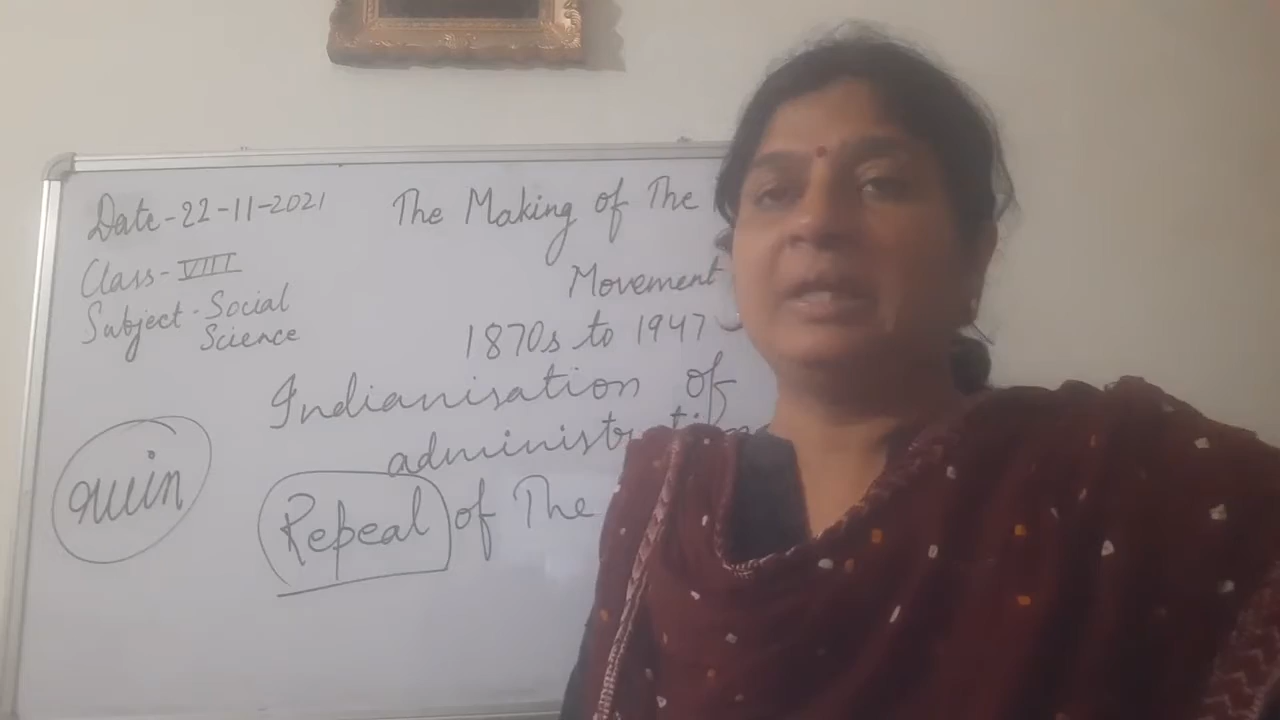 Date-22-11-2021
The Making of The
Class-VIII
Movement
Subject-Social
Science
1870s to 1947
Indianisation of
administration
Repeal of The